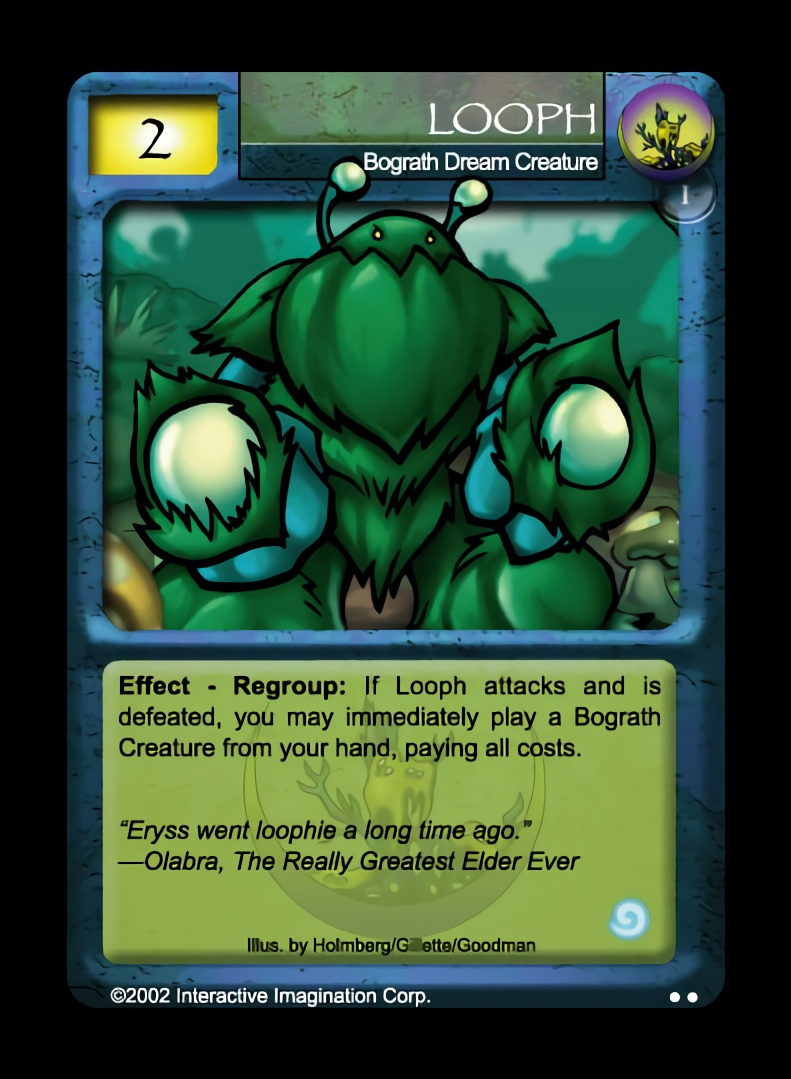 2
LOOPH
Bograth Dream Creature
1
Effect - Regroup: If Looph attacks and is
defeated, you may immediately play a Bograth
Creature from your hand, paying all costs.
“Eryss went loophie a long time ago.”
—Olabra, The Really Greatest Elder Ever
Illus. by
©2002 Interactive Imagination Corp.